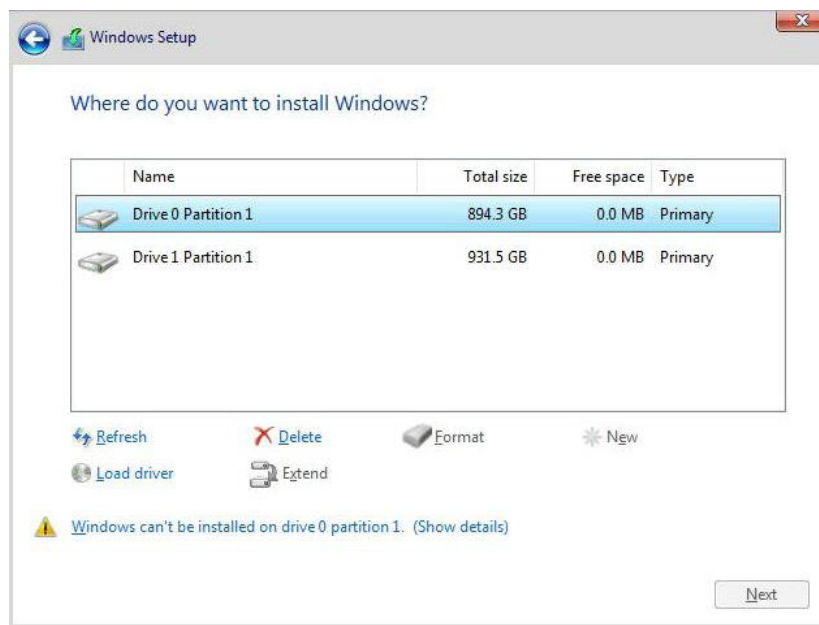 Windows Setup
Where do you want to install Windows?
Name Total size Free space Type
Drive 0 Partition 1 894.3 GB 0.0 MB Primary
Drive 1 Partition 1 931.5 GB 0.0 MB Primary
Refresh Delete Format New
Load driver Extend
Windows can't be installed on drive 0 partition 1. (Show details)
Next